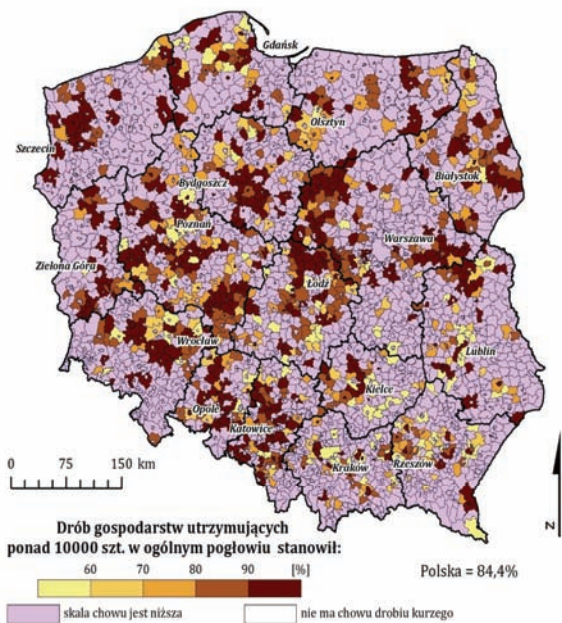 Gdańsk
Olsztyn
Szczecin
Białystok
Bydgoszcz
Poznań
Warszawa
Zielona Góra
Łódź
Wrocław
Lublin
Opole
Kielce
Katowice
Kraków
Rzeszów
0 75 150 km
N
Drób gospodarstw utrzymujących
ponad 10000 szt. w ogólnym pogłowiu stanowił:
60 70 80 90 [%]
Polska = 84,4%
skala chowu jest niższa nie ma chowu drobiu kurzego